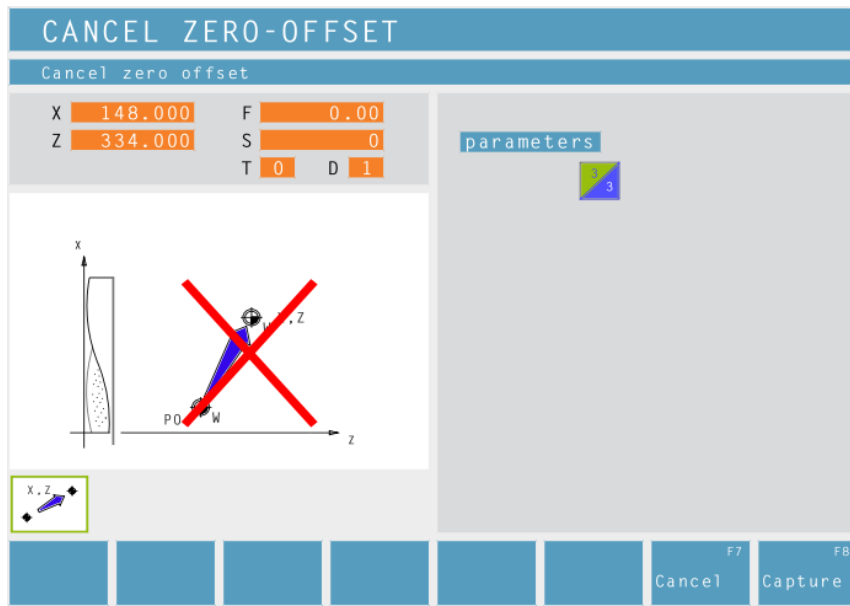 CANCEL ZERO-OFFSET
Cancel zero offset
X 148.000 F 0.00
Z 334.000 S 0
T 0 D 1
parameters
3
3
X
W
,Z
PO
W
Z
X,Z
F7
Cancel
F8
Capture